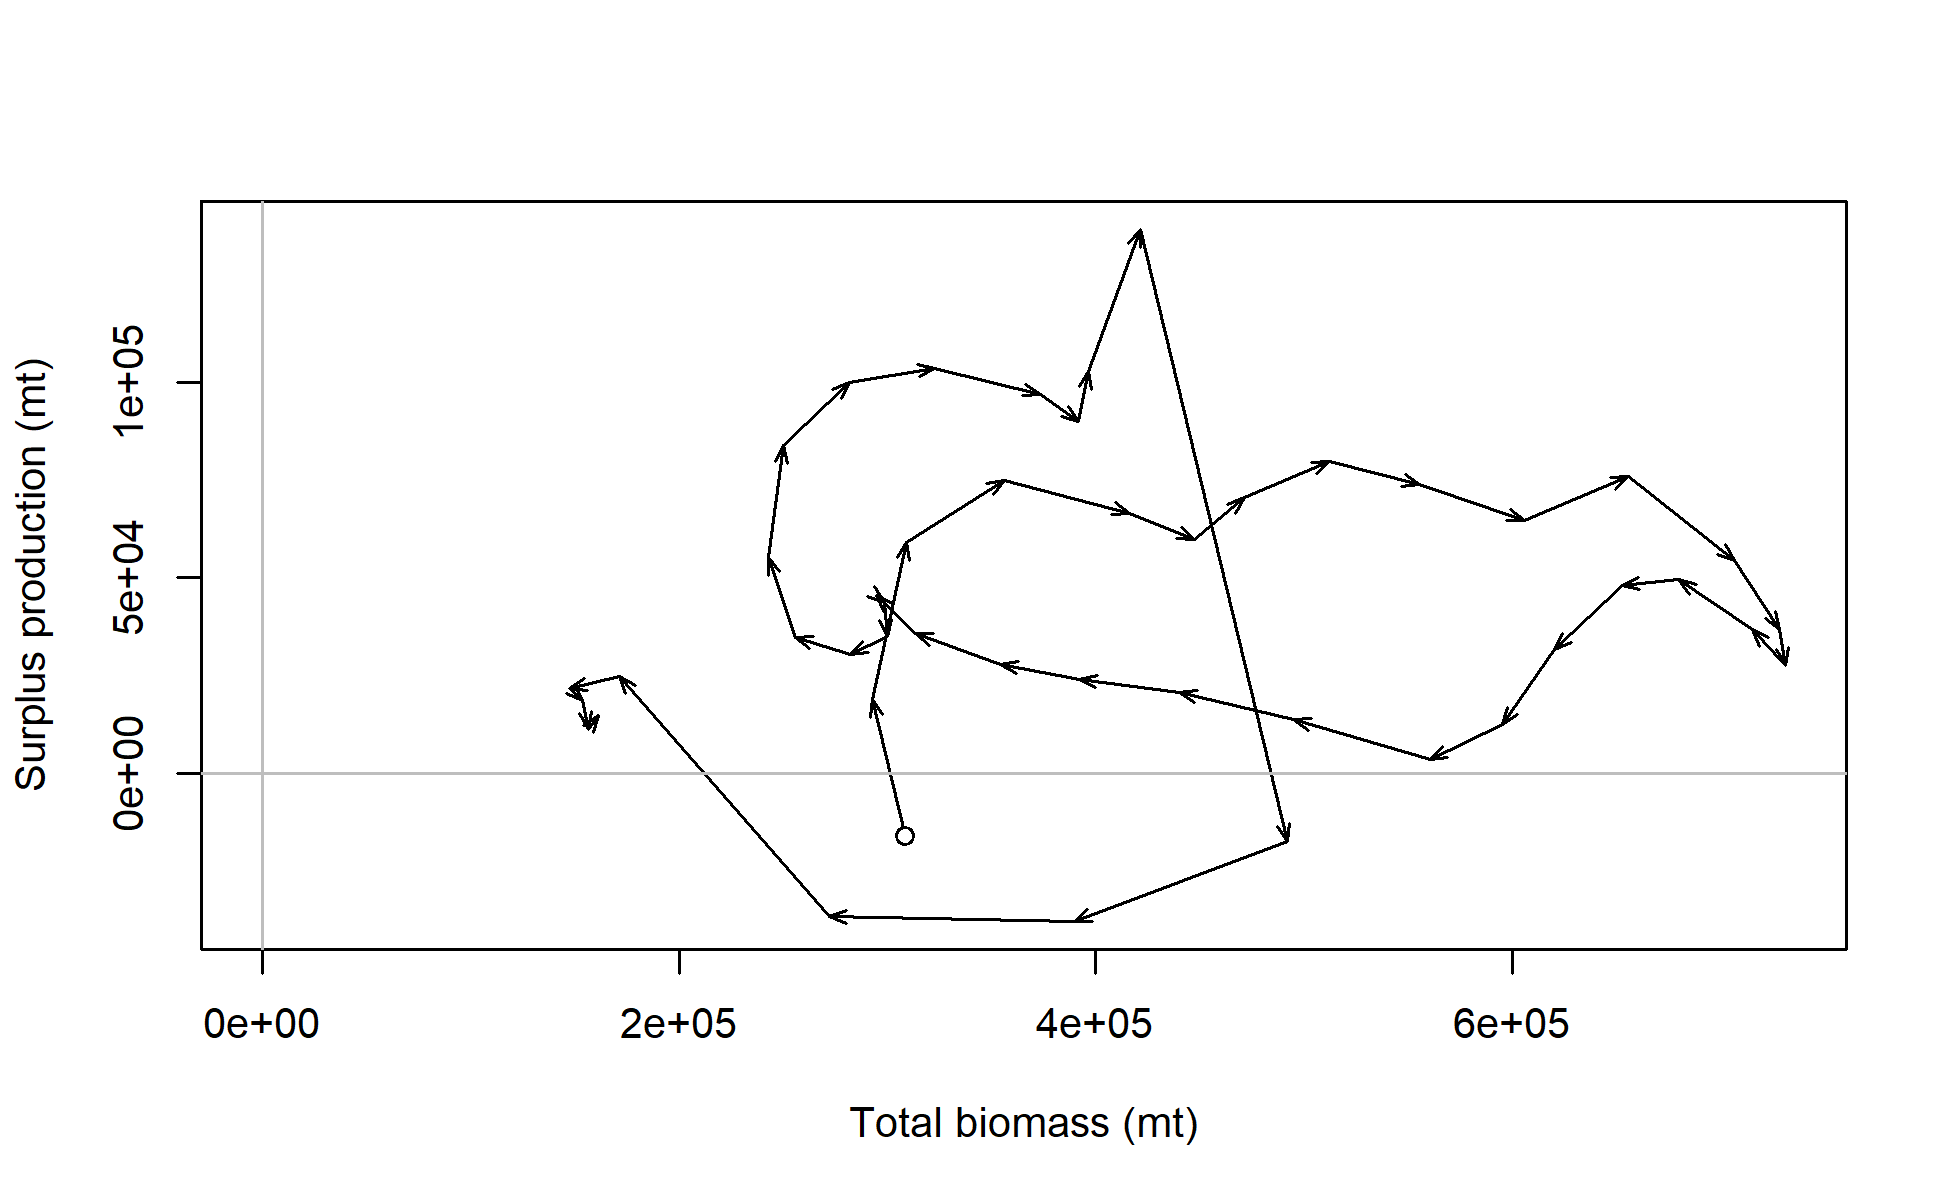 Surplus production (mt)
1e+05
5e+04
0e+00
0e+00 2e+05 4e+05 6e+05
Total biomass (mt)